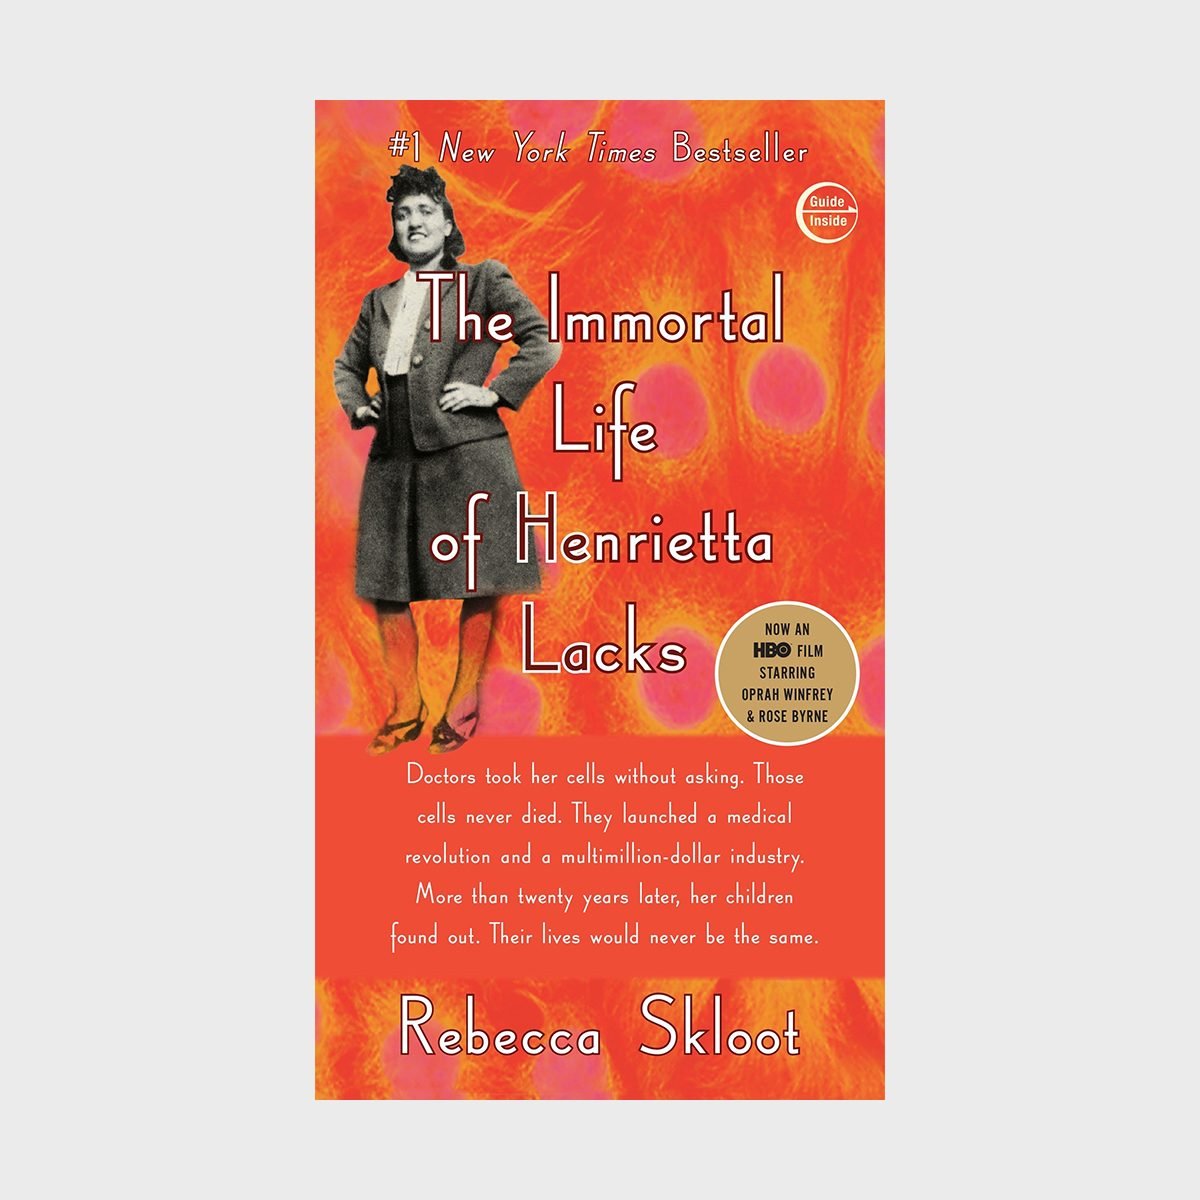 #1 New York Times Bestseller
Guide
Inside
The Immortal
Life
of Henrietta
Lacks
NOW AN
HBO FILM
STARRING
OPRAH WINFREY
& ROSE BYRNE
Doctors took her cells without asking. Those
cells never died. They launched a medical
revolution and a multimillion-dollar industry.
More than twenty years later, her children
found out. Their lives would never be the same.
Rebecca Skloot